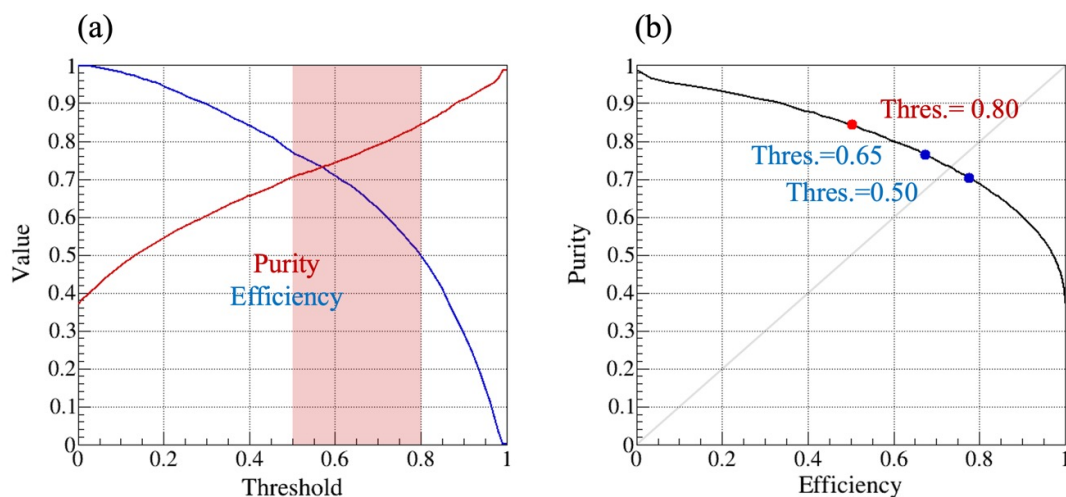 (a)
1
0.9
0.8
0.7
0.6
0.5
0.4
0.3
0.2
0.1
0
Value
Purity
Efficiency
0 0.2 0.4 0.6 0.8 1
Threshold
(b)
1
0.9
0.8
0.7
0.6
0.5
0.4
0.3
0.2
0.1
0
Purity
Thres.= 0.80
Thres.=0.65
Thres.=0.50
0 0.2 0.4 0.6 0.8 1
Efficiency